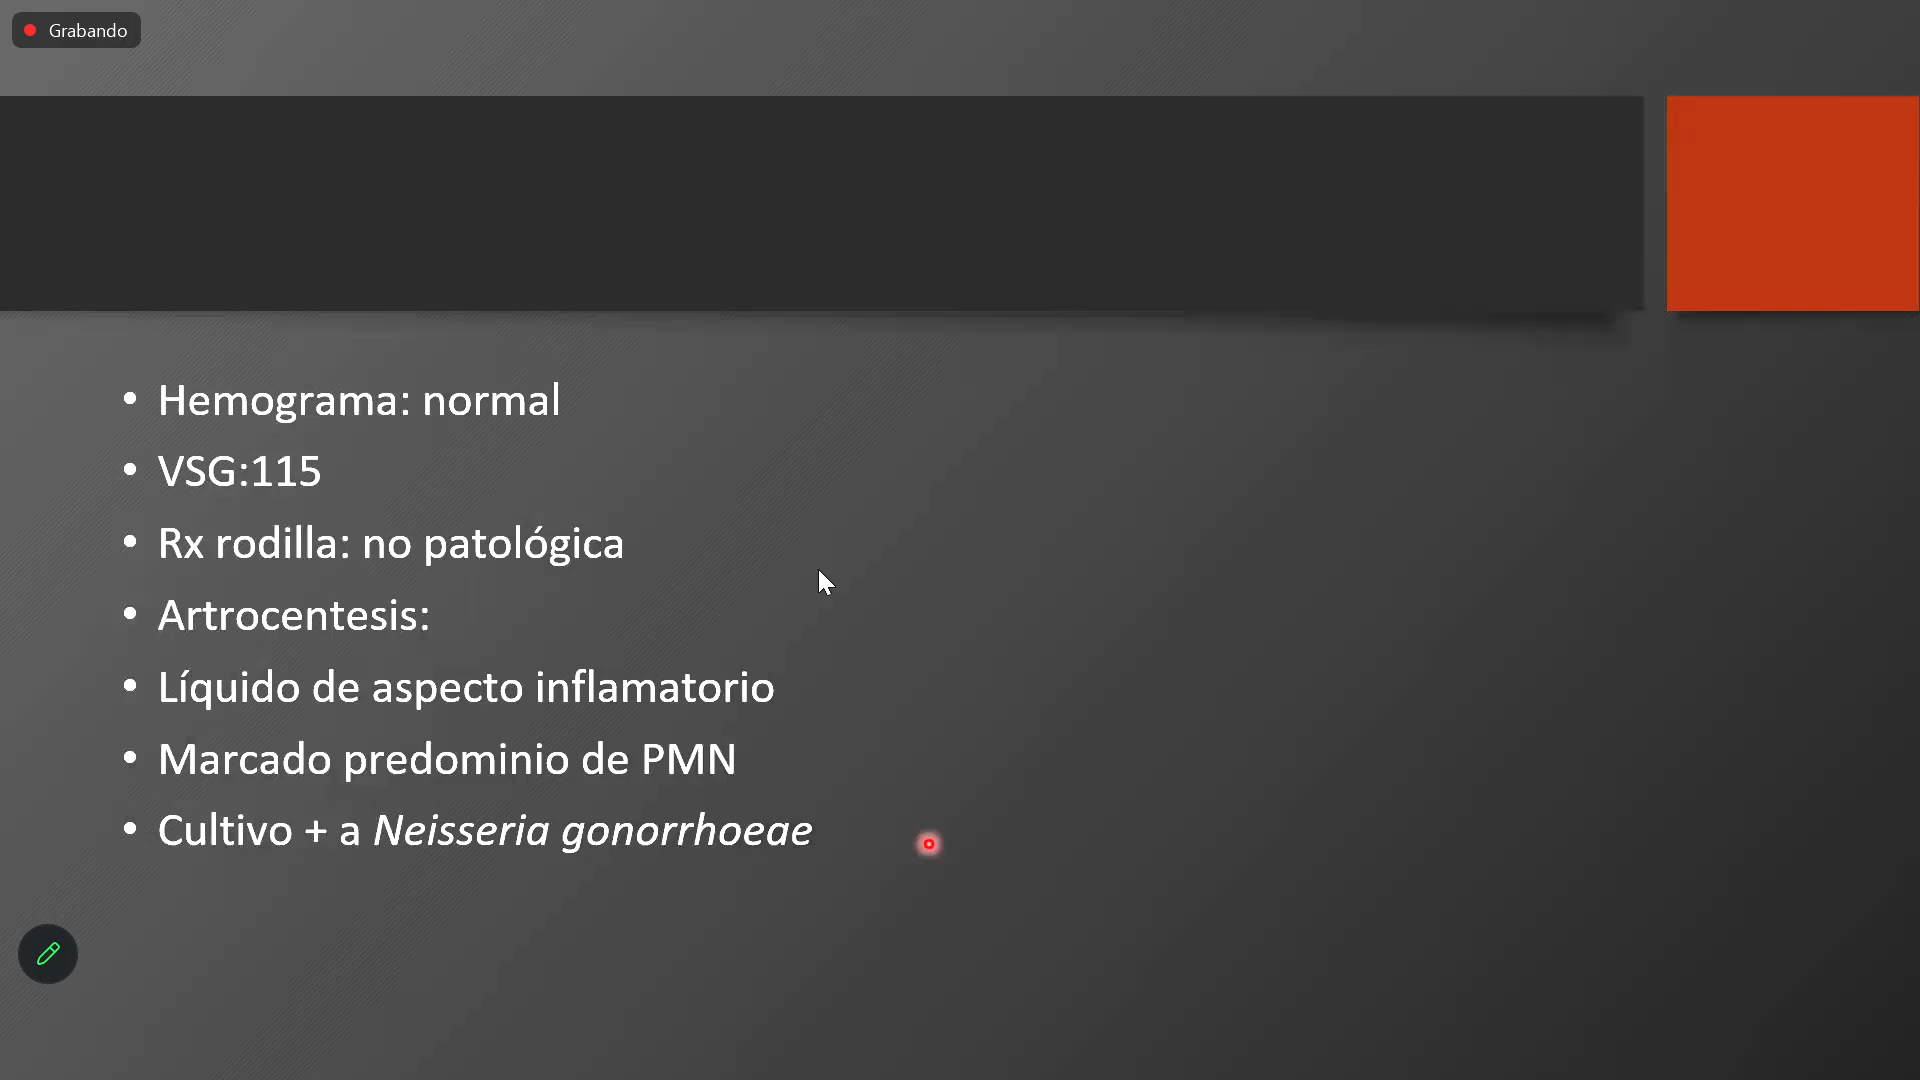 Grabando
• Hemograma: normal
• VSG:115
• Rx rodilla: no patológica
• Artrocentesis:
• Líquido de aspecto inflamatorio
• Marcado predominio de PMN
• Cultivo + a Neisseria gonorrhoeae